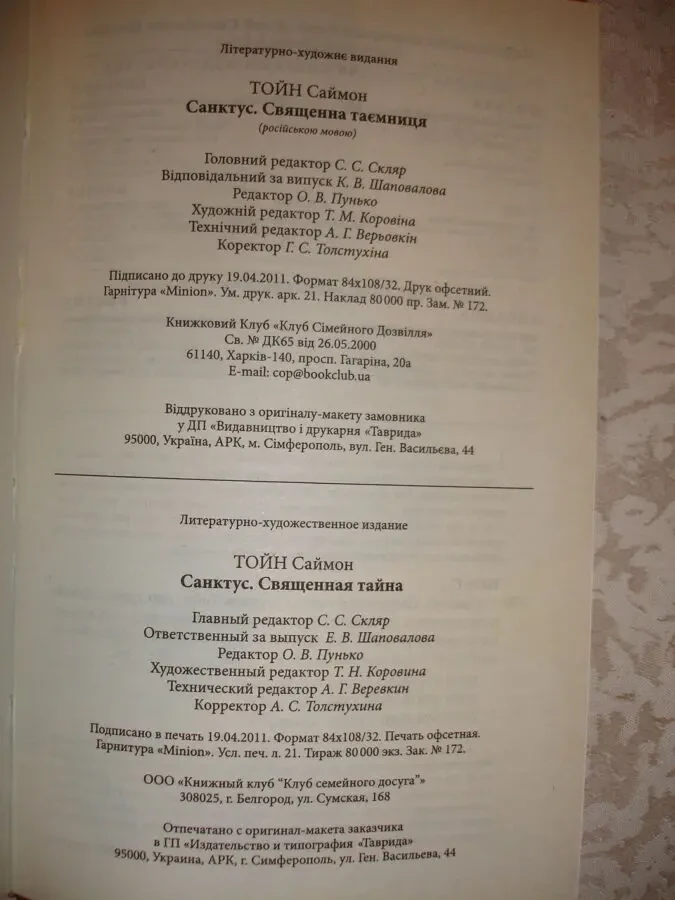 Літературно-художнє видання
ТОЙН Саймон
Санктус. Священна таємниця
(російською мовою)
Головний редактор С. С. Скляр
Відповідальний за випуск К. В. Шаповалова
Редактор О. В. Пунько
Художній редактор Т. М. Коровіна
Технічний редактор А. Г. Верьовкін
Коректор Г. С. Толстухіна
Підписано до друку 19.04.2011. Формат 84х108/32. Друк офсетний.
Гарнітура «Minion». Ум. друк. арк. 21. Наклад 80 000 пр. Зам. № 172.
Книжковий Клуб «Клуб Сімейного Дозвілля»
Св. № ДК65 від 26.05.2000
61140, Харків-140, просп. Гагаріна, 20а
E-mail: cop@bookclub.ua
Віддруковано з оригіналу-макету замовника
у ДП «Видавництво і друкарня «Таврида»
95000, Україна, АРК, м. Сімферополь, вул. Ген. Васильєва, 44
Литературно-художественное издание
ТОЙН Саймон
Санктус. Священная тайна
Главный редактор С. С. Скляр
Ответственный за выпуск Е. В. Шаповалова
Редактор О. В. Пунько
Художественный редактор Т. Н. Коровина
Технический редактор А. Г. Веревкин
Корректор А. С. Толстухина
Подписано в печать 19.04.2011. Формат 84х108/32. Печать офсетная.
Гарнитура «Minion». Усл. печ. л. 21. Тираж 80 000 экз. Зак. № 172.
ООО «Книжный клуб “Клуб семейного досуга”»
308025, г. Белгород, ул. Сумская, 168
Отпечатано с оригинал-макета заказчика
в ГП «Издательство и типография «Таврида»
95000, Украина, АРК, г. Симферополь, ул. Ген. Васильева, 44